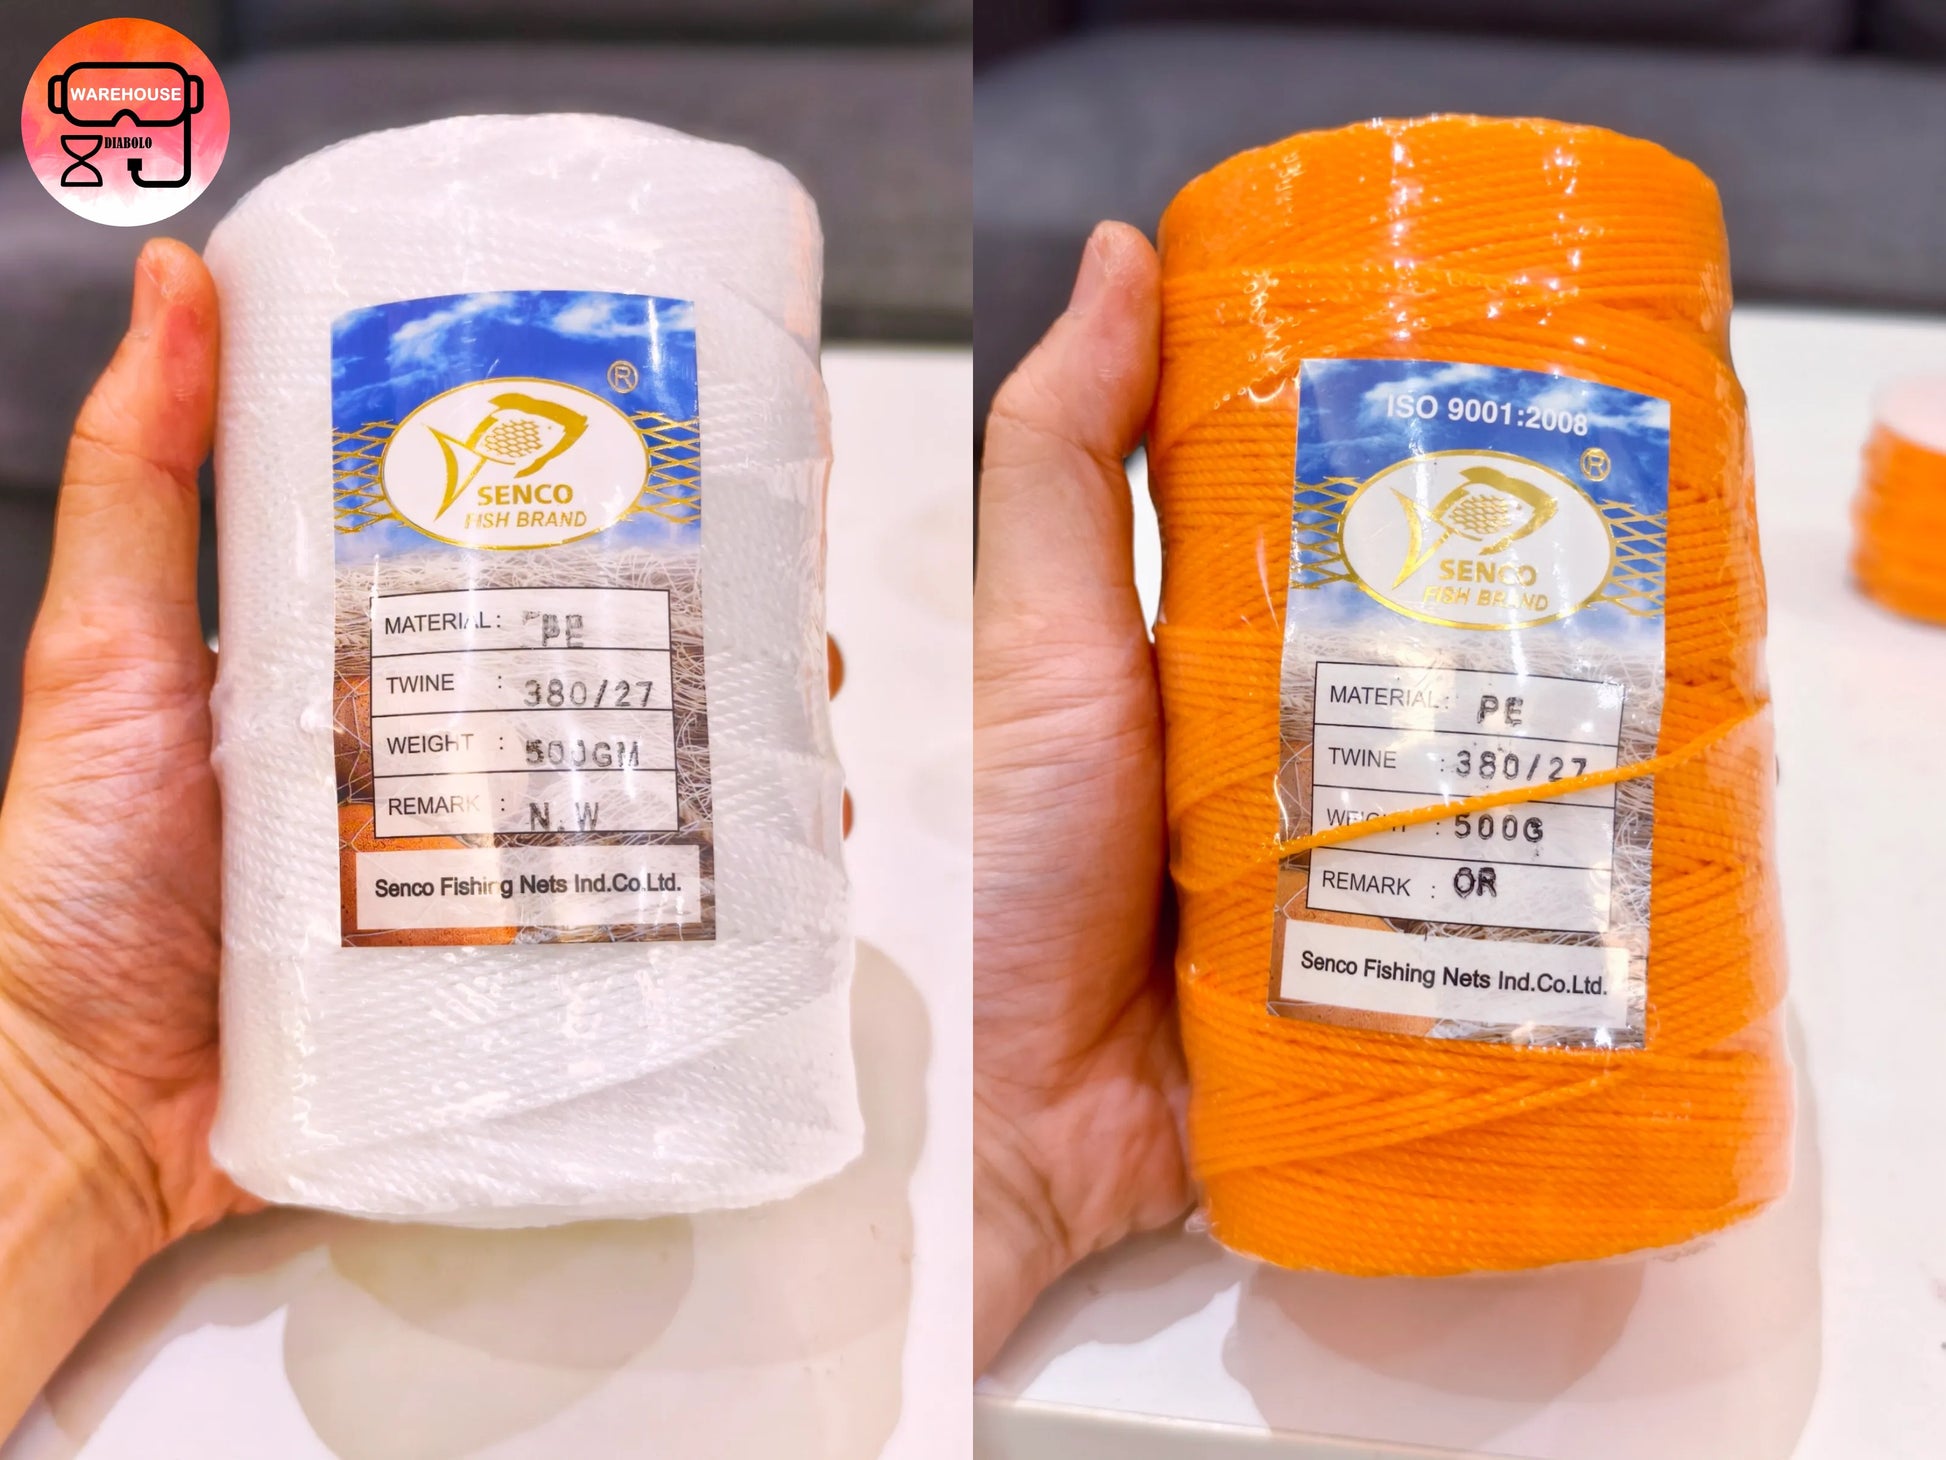 WAREHOUSE
DIABOLO
®
SENCO
FISH BRAND
MATERIAL : PE
TWINE : 380/27
WEIGHT : 500GM
REMARK : N.W
Senco Fishing Nets Ind.Co.Ltd.
ISO 9001:2008
®
SENCO
FISH BRAND
MATERIAL : PE
TWINE : 380/27
WEIGHT : 500G
REMARK : OR
Senco Fishing Nets Ind.Co.Ltd.